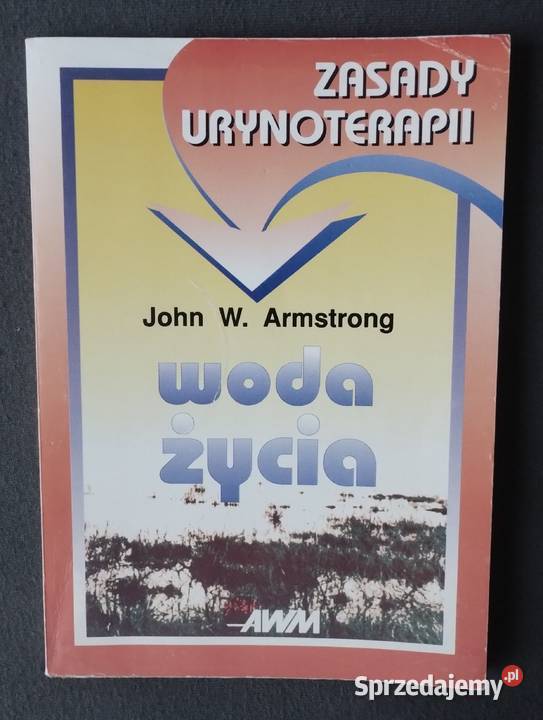 ZASADY
URYNOTERAPII
John W. Armstrong
woda
życia
AWM
Sprzedajemy.pl